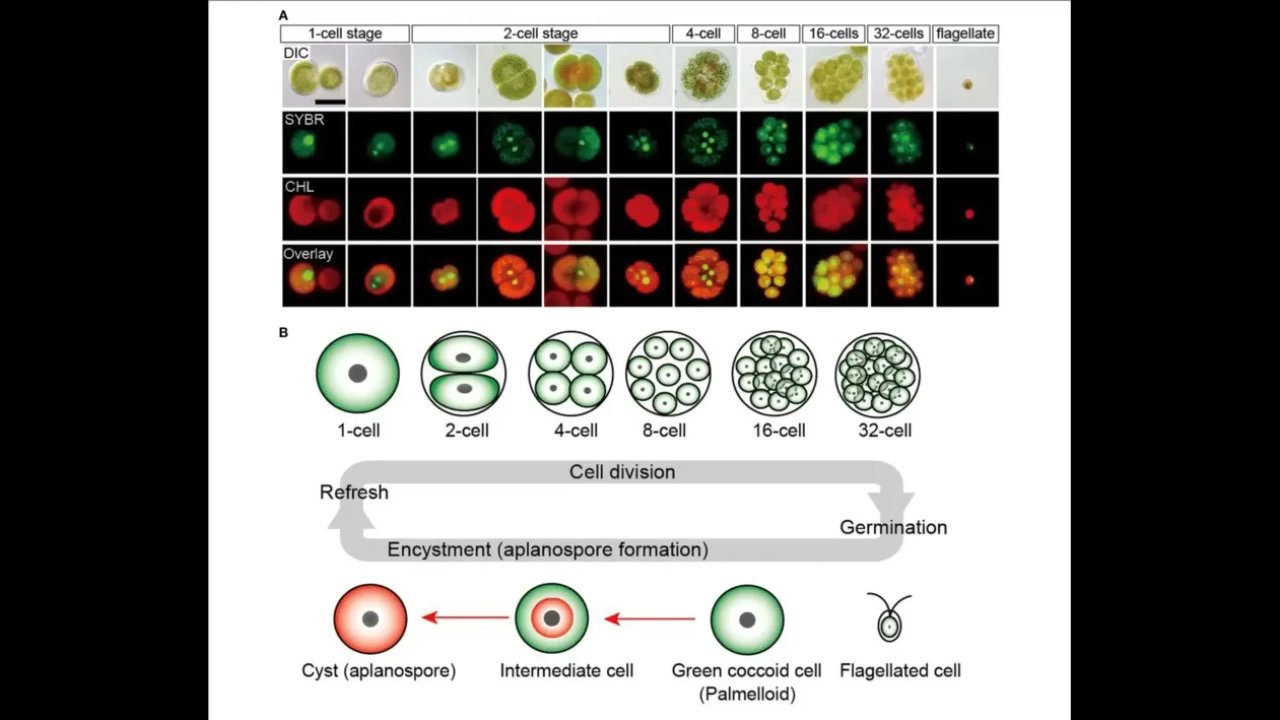 A
1-cell stage 2-cell stage 4-cell 8-cell 16-cells 32-cells flagellate
DIC
SYBR
CHL
Overlay
B
1-cell 2-cell 4-cell 8-cell 16-cell 32-cell
Cell division
Refresh
Germination
Encystment (aplanospore formation)
Cyst (aplanospore) Intermediate cell Green coccoid cell Flagellated cell
(Palmelloid)